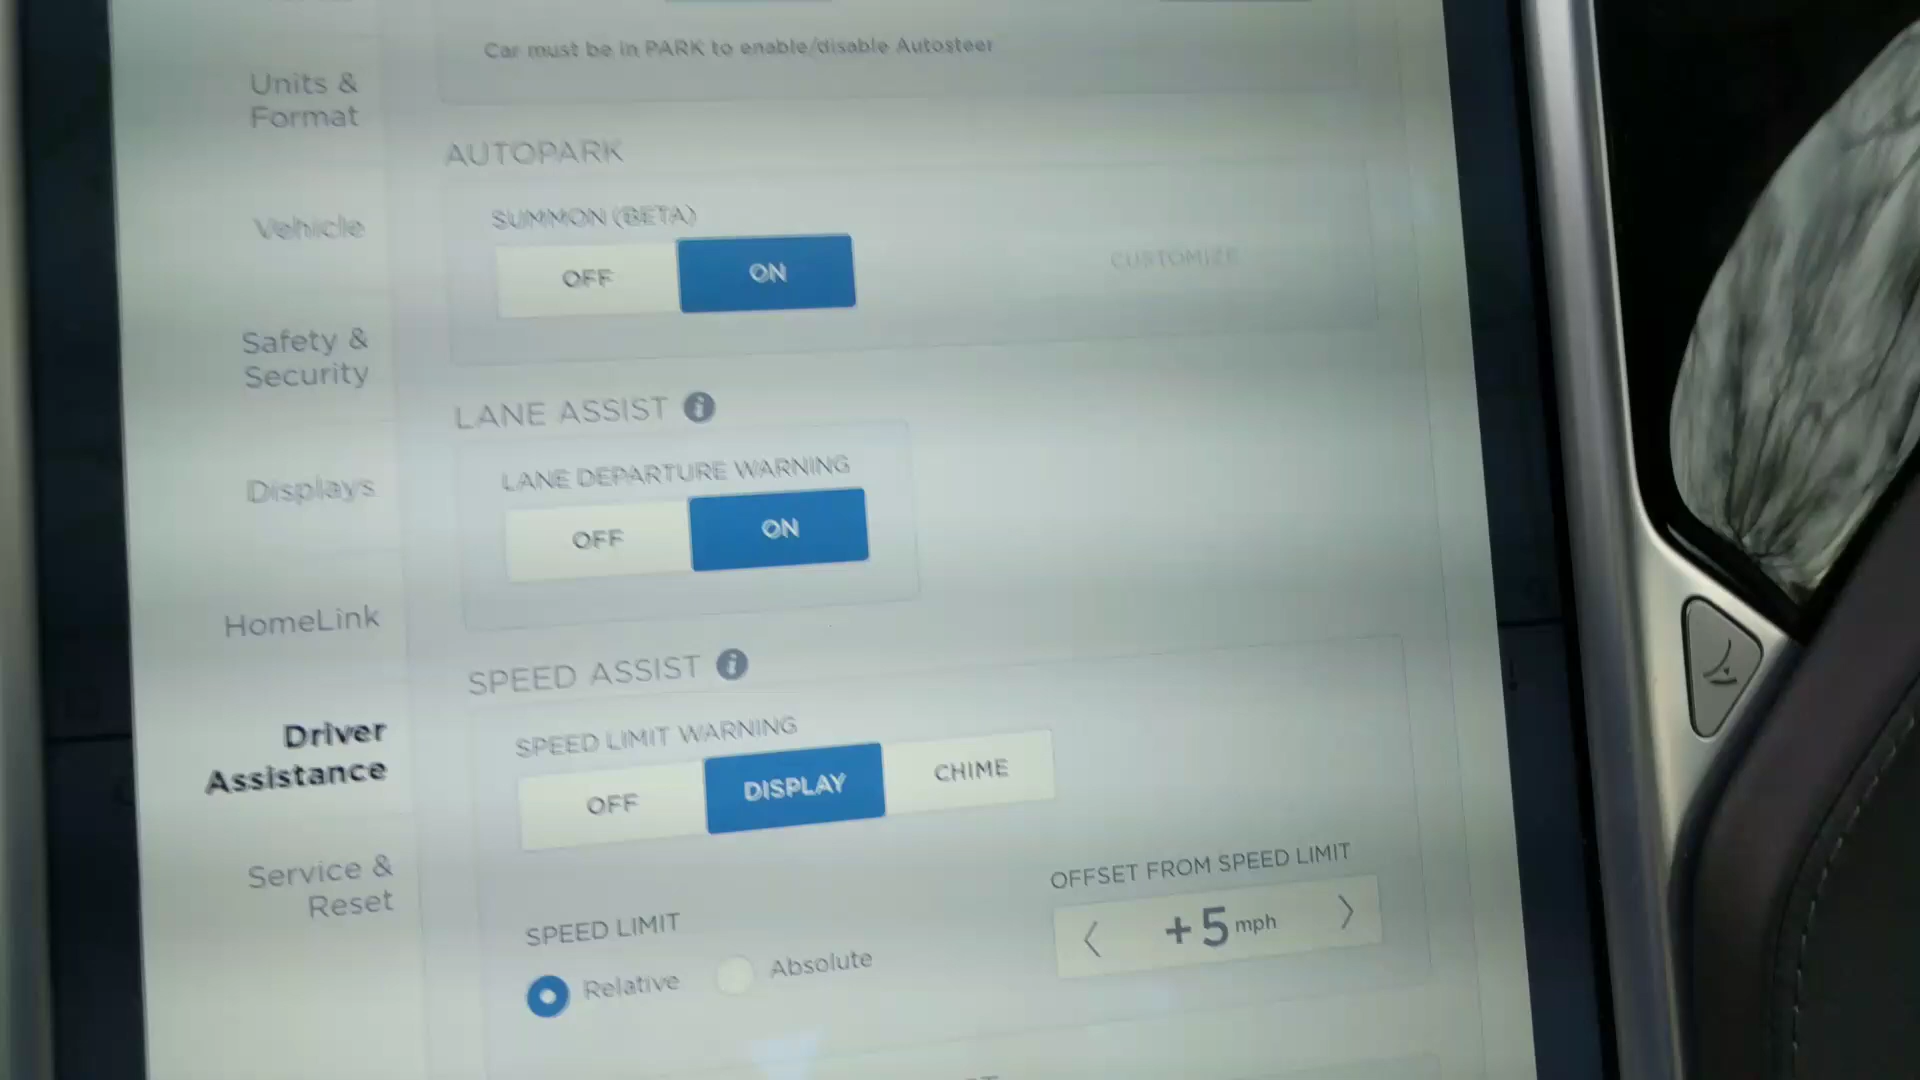 Car must be in PARK to enable/disable Autosteer
Units &
Format
AUTOPARK
Vehicle
SUMMON (BETA)
OFF
ON
CUSTOMIZE
Safety &
Security
LANE ASSIST
LANE DEPARTURE WARNING
Displays
OFF
ON
HomeLink
SPEED ASSIST
Driver
Assistance
SPEED LIMIT WARNING
OFF
DISPLAY
CHIME
Service &
Reset
OFFSET FROM SPEED LIMIT
+5 mph
SPEED LIMIT
Relative
Absolute